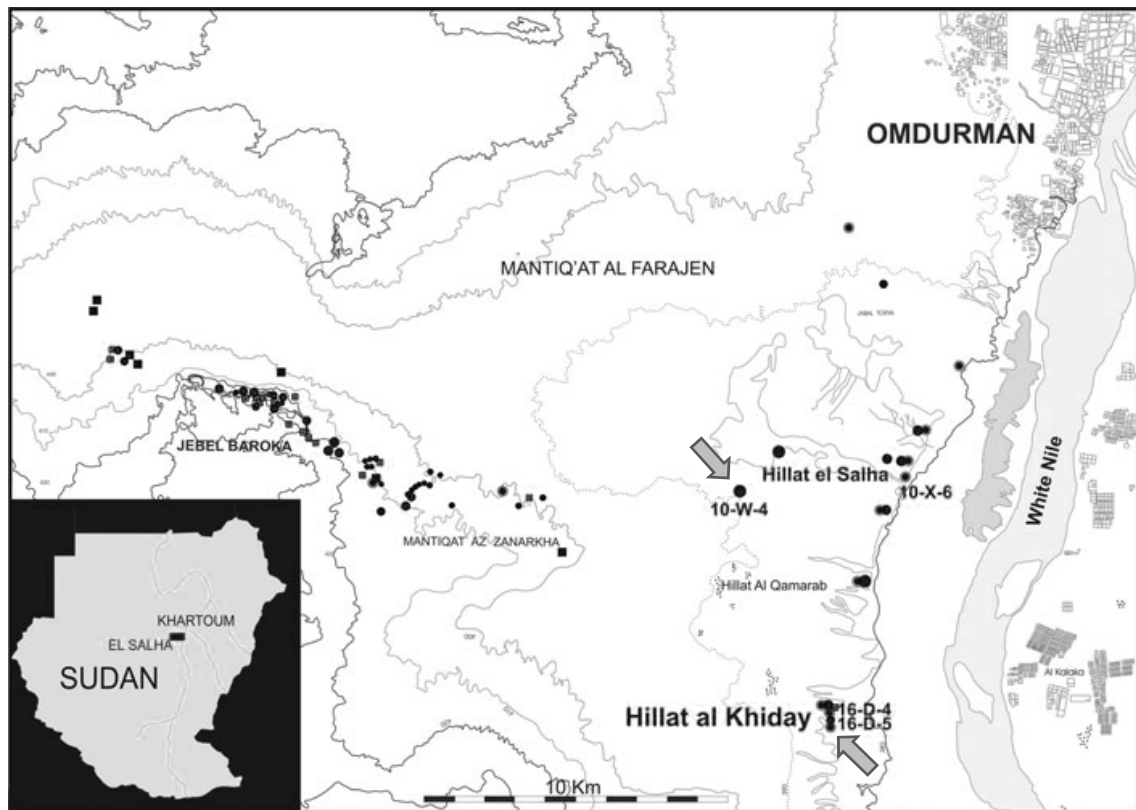 OMDURMAN
MANTIQ'AT AL FARAJEN
JEBEL BAROKA
Hillat el Salha
10-W-4
10-X-6
White Nile
MANTIQAT AZ ZANARKHA
Hillat Al Qamarab
Al Kalaka
Hillat al Khiday
16-D-4
16-D-5
10 Km
KHARTOUM
EL SALHA
SUDAN